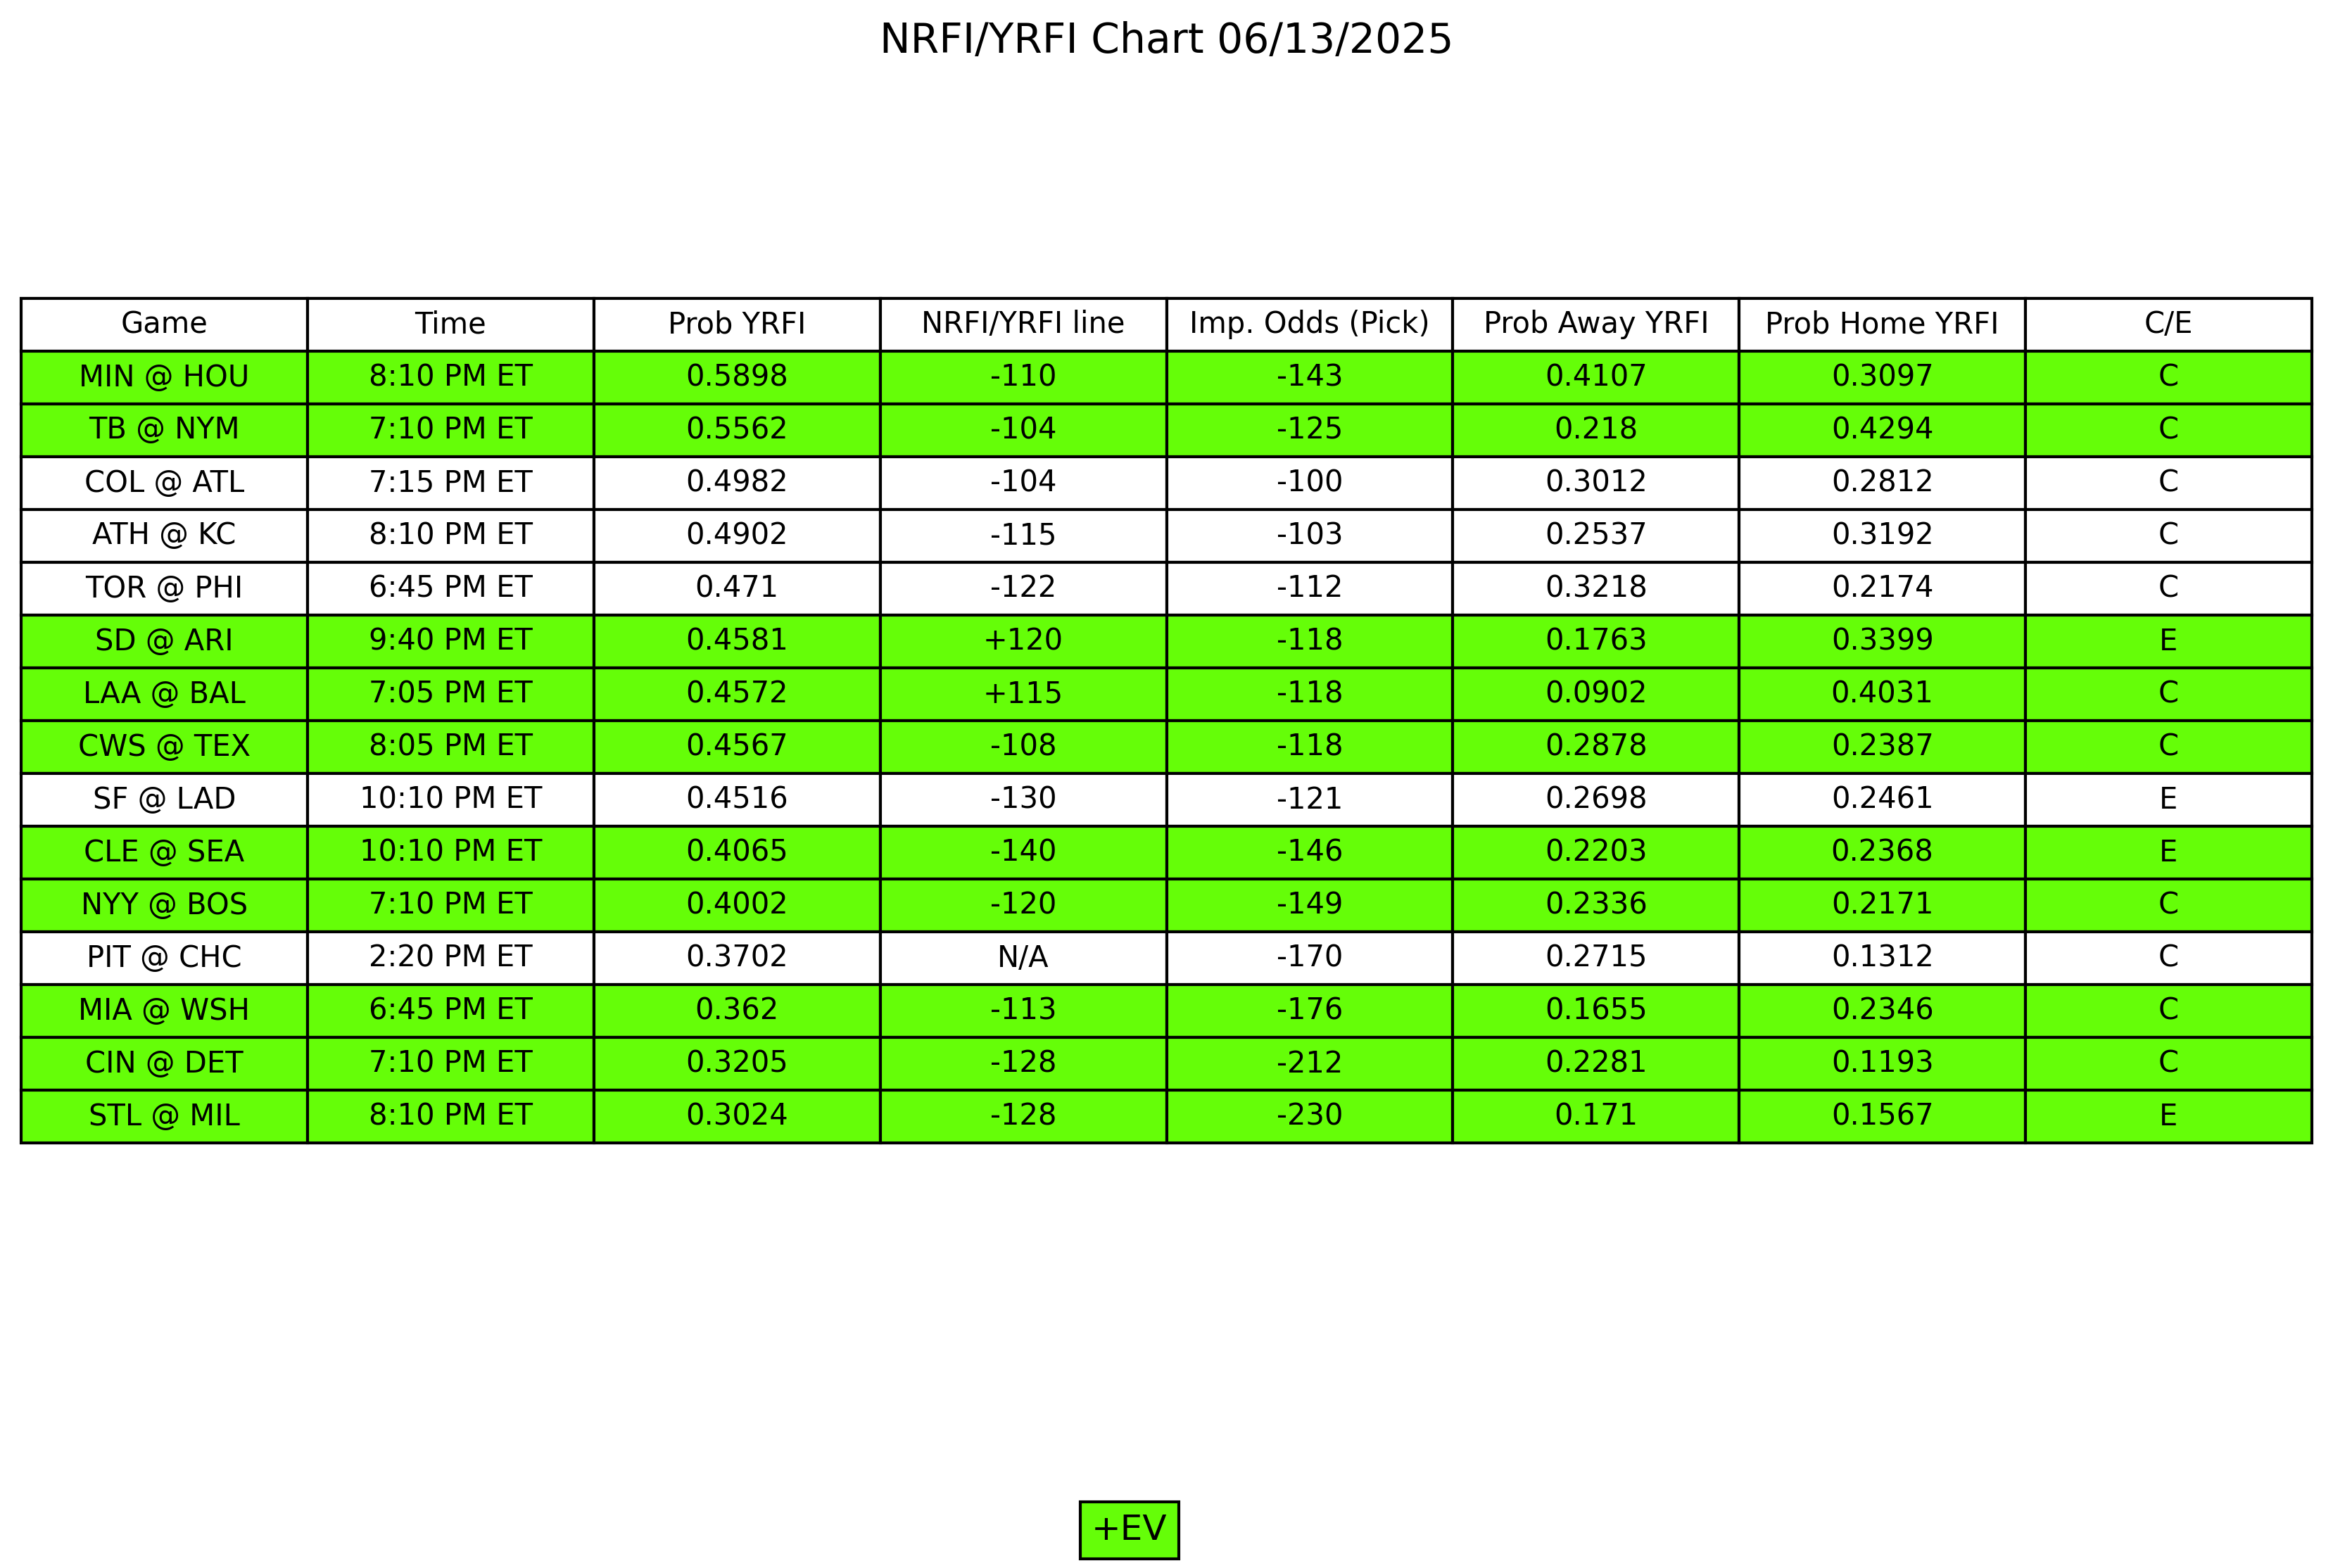 NRFI/YRFI Chart 06/13/2025
Game Time Prob YRFI NRFI/YRFI line Imp. Odds (Pick) Prob Away YRFI Prob Home YRFI C/E
MIN @ HOU 8:10 PM ET 0.5898 -110 -143 0.4107 0.3097 C
TB @ NYM 7:10 PM ET 0.5562 -104 -125 0.218 0.4294 C
COL @ ATL 7:15 PM ET 0.4982 -104 -100 0.3012 0.2812 C
ATH @ KC 8:10 PM ET 0.4902 -115 -103 0.2537 0.3192 C
TOR @ PHI 6:45 PM ET 0.471 -122 -112 0.3218 0.2174 C
SD @ ARI 9:40 PM ET 0.4581 +120 -118 0.1763 0.3399 E
LAA @ BAL 7:05 PM ET 0.4572 +115 -118 0.0902 0.4031 C
CWS @ TEX 8:05 PM ET 0.4567 -108 -118 0.2878 0.2387 C
SF @ LAD 10:10 PM ET 0.4516 -130 -121 0.2698 0.2461 E
CLE @ SEA 10:10 PM ET 0.4065 -140 -146 0.2203 0.2368 E
NYY @ BOS 7:10 PM ET 0.4002 -120 -149 0.2336 0.2171 C
PIT @ CHC 2:20 PM ET 0.3702 N/A -170 0.2715 0.1312 C
MIA @ WSH 6:45 PM ET 0.362 -113 -176 0.1655 0.2346 C
CIN @ DET 7:10 PM ET 0.3205 -128 -212 0.2281 0.1193 C
STL @ MIL 8:10 PM ET 0.3024 -128 -230 0.171 0.1567 E
+EV